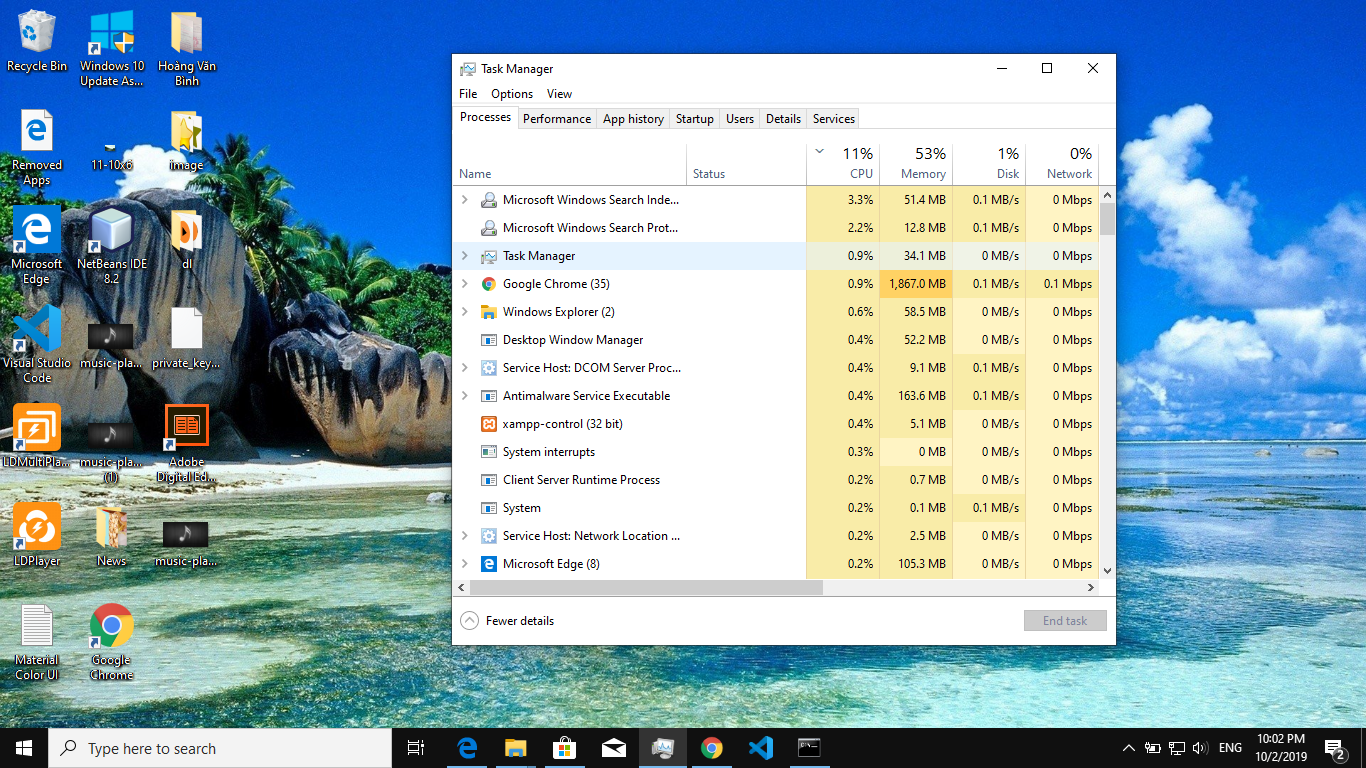 Recycle Bin
Windows 10
Update As...
Hoàng Văn
Bình
Removed
Apps
11-10x6
image
Microsoft
Edge
NetBeans IDE
8.2
dl
Visual Studio
Code
music-pla...
private_key...
LDMultiPla...
music-pla...
(1)
Adobe
Digital Ed...
LDPlayer
News
music-pla...
Material
Color UI
Google
Chrome
Task Manager
File Options View
Processes Performance App history Startup Users Details Services
11% 53% 1% 0%
Name Status CPU Memory Disk Network
Microsoft Windows Search Inde... 3.3% 51.4 MB 0.1 MB/s 0 Mbps
Microsoft Windows Search Prot... 2.2% 12.8 MB 0.1 MB/s 0 Mbps
Task Manager 0.9% 34.1 MB 0 MB/s 0 Mbps
Google Chrome (35) 0.9% 1,867.0 MB 0.1 MB/s 0.1 Mbps
Windows Explorer (2) 0.6% 58.5 MB 0 MB/s 0 Mbps
Desktop Window Manager 0.4% 52.2 MB 0 MB/s 0 Mbps
Service Host: DCOM Server Proc... 0.4% 9.1 MB 0.1 MB/s 0 Mbps
Antimalware Service Executable 0.4% 163.6 MB 0.1 MB/s 0 Mbps
xampp-control (32 bit) 0.4% 5.1 MB 0 MB/s 0 Mbps
System interrupts 0.3% 0 MB 0 MB/s 0 Mbps
Client Server Runtime Process 0.2% 0.7 MB 0 MB/s 0 Mbps
System 0.2% 0.1 MB 0.1 MB/s 0 Mbps
Service Host: Network Location ... 0.2% 2.5 MB 0 MB/s 0 Mbps
Microsoft Edge (8) 0.2% 105.3 MB 0 MB/s 0 Mbps
Fewer details End task
Type here to search
ENG
10:02 PM
10/2/2019
2